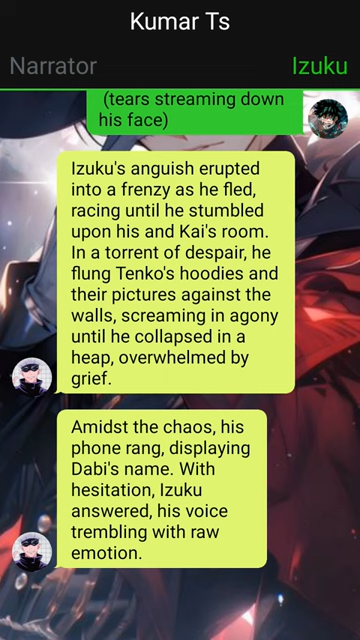 Kumar Ts
Narrator
Izuku
(tears streaming down
his face)
Izuku's anguish erupted
into a frenzy as he fled,
racing until he stumbled
upon his and Kai's room.
In a torrent of despair, he
flung Tenko's hoodies and
their pictures against the
walls, screaming in agony
until he collapsed in a
heap, overwhelmed by
grief.
Amidst the chaos, his
phone rang, displaying
Dabi's name. With
hesitation, Izuku
answered, his voice
trembling with raw
emotion.